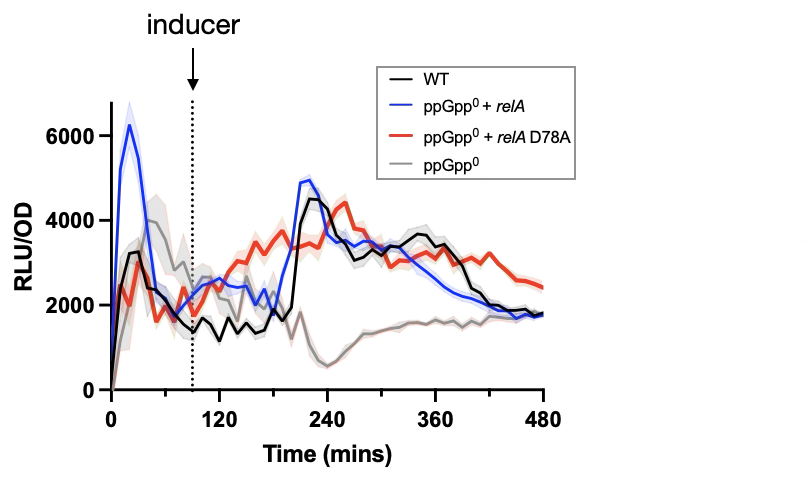 inducer
WT
ppGpp⁰ + relA
ppGpp⁰ + relA D78A
ppGpp⁰
6000
4000
2000
0
RLU/OD
0 120 240 360 480
Time (mins)